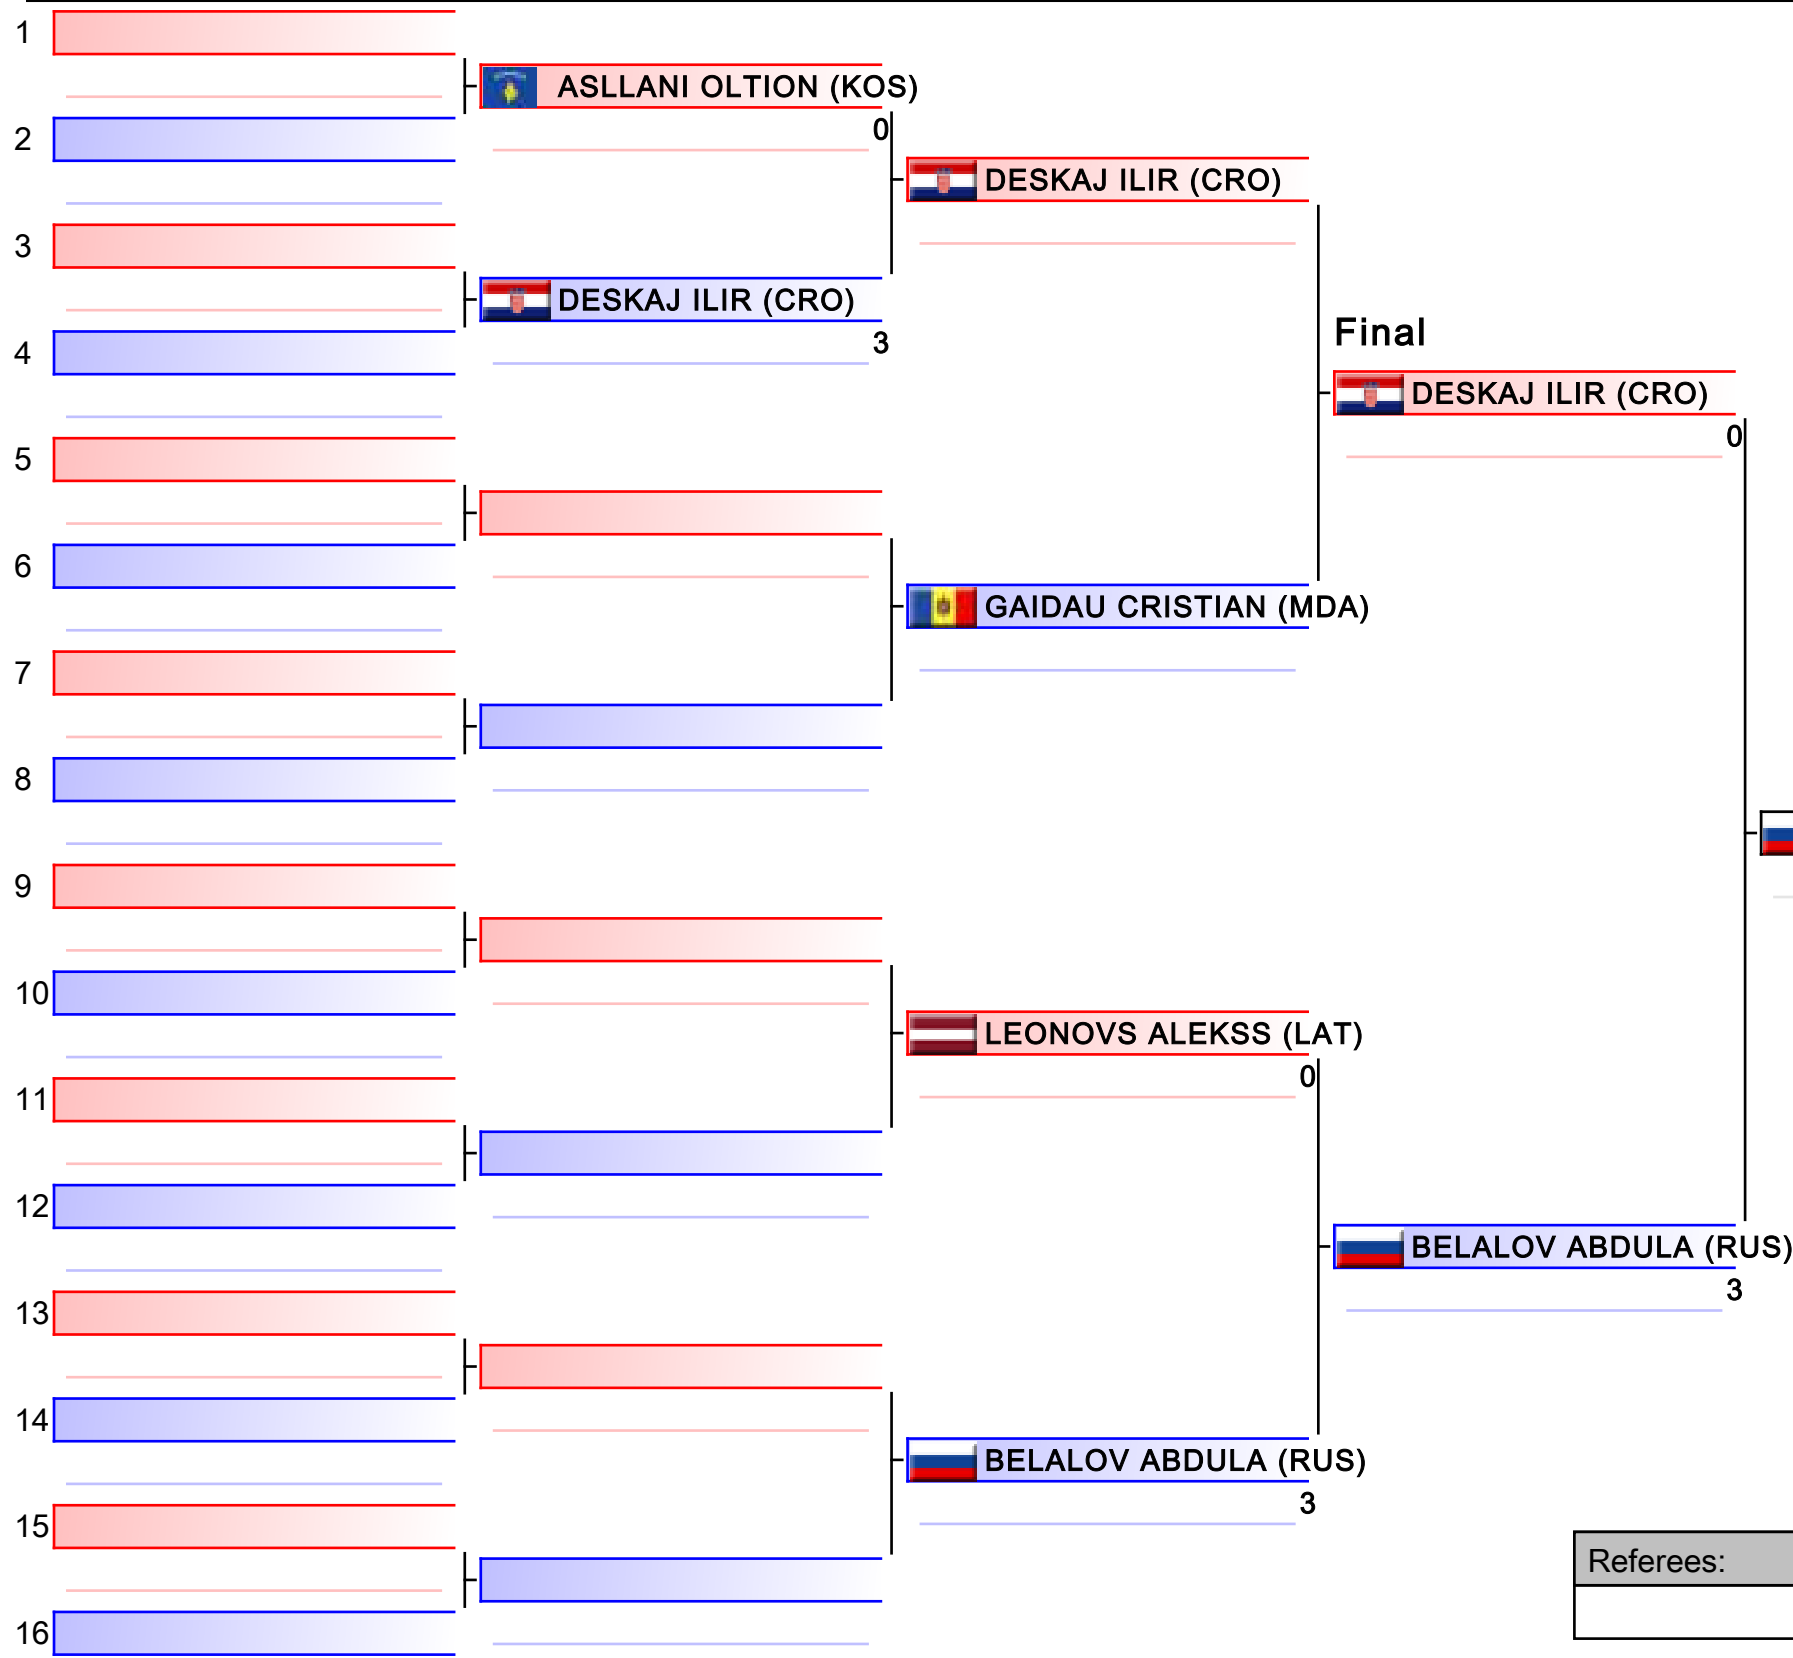 1
ASLLANI OLTION (KOS)
0
2
DESKAJ ILIR (CRO)
3
DESKAJ ILIR (CRO)
3
4
Final
DESKAJ ILIR (CRO)
0
5
6
GAIDAU CRISTIAN (MDA)
7
8
9
10
LEONOVS ALEKSS (LAT)
0
11
12
BELALOV ABDULA (RUS)
3
13
14
BELALOV ABDULA (RUS)
3
15
Referees:
16